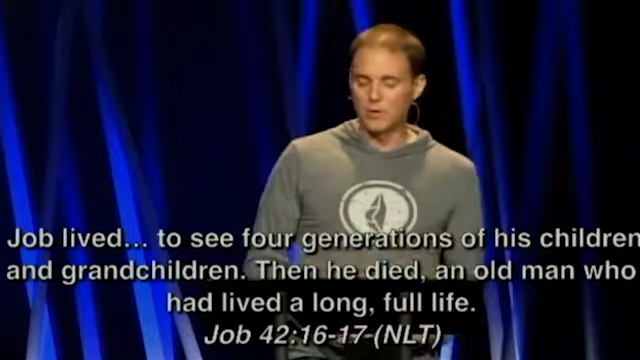 Job lived... to see four generations of his children
and grandchildren. Then he died, an old man who
had lived a long, full life.
Job 42:16-17 (NLT)